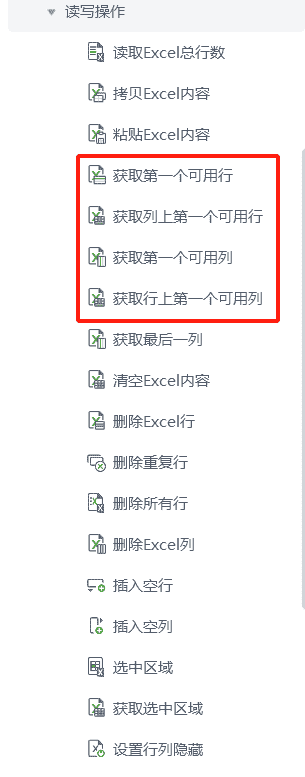 读写操作
读取Excel总行数
拷贝Excel内容
粘贴Excel内容
获取第一个可用行
获取列上第一个可用行
获取第一个可用列
获取行上第一个可用列
获取最后一列
清空Excel内容
删除Excel行
删除重复行
删除所有行
删除Excel列
插入空行
插入空列
选中区域
获取选中区域
设置行列隐藏